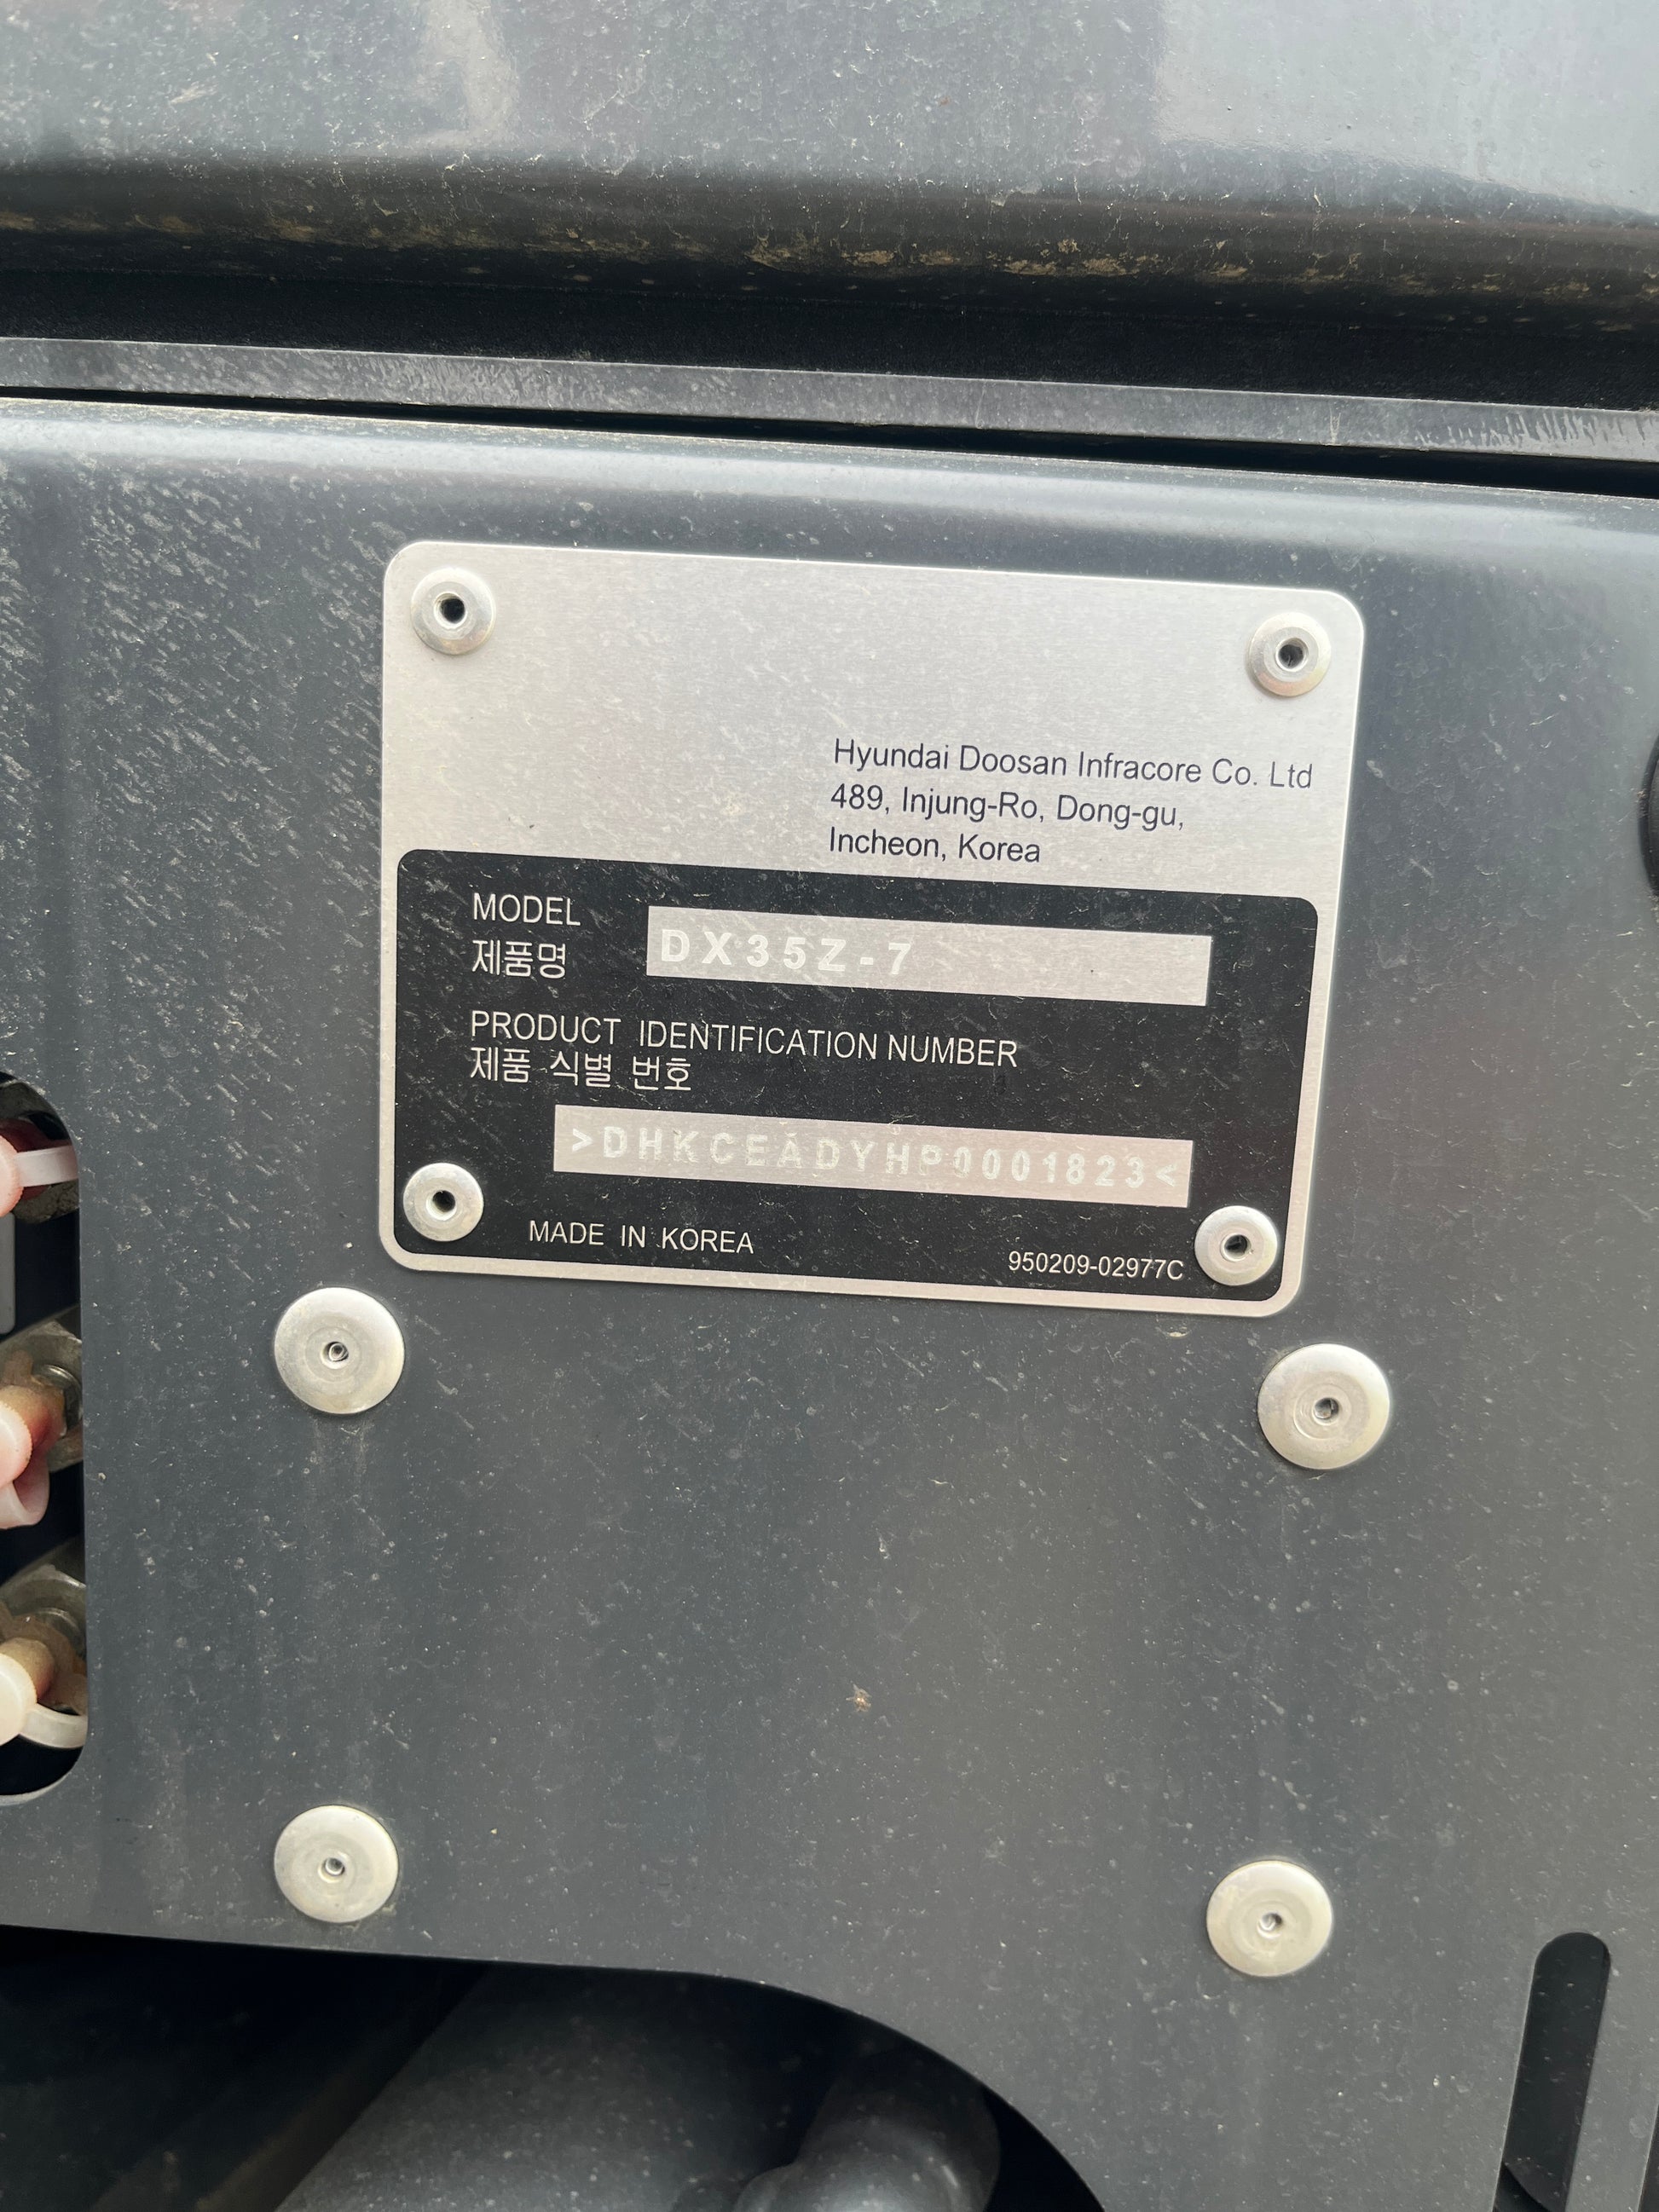 Hyundai Doosan Infracore Co. Ltd
489, Injung-Ro, Dong-gu,
Incheon, Korea
MODEL
제품명
DX35Z-7
PRODUCT IDENTIFICATION NUMBER
제품 식별 번호
>DHKCEADYHP0001823<
MADE IN KOREA
950209-02977C